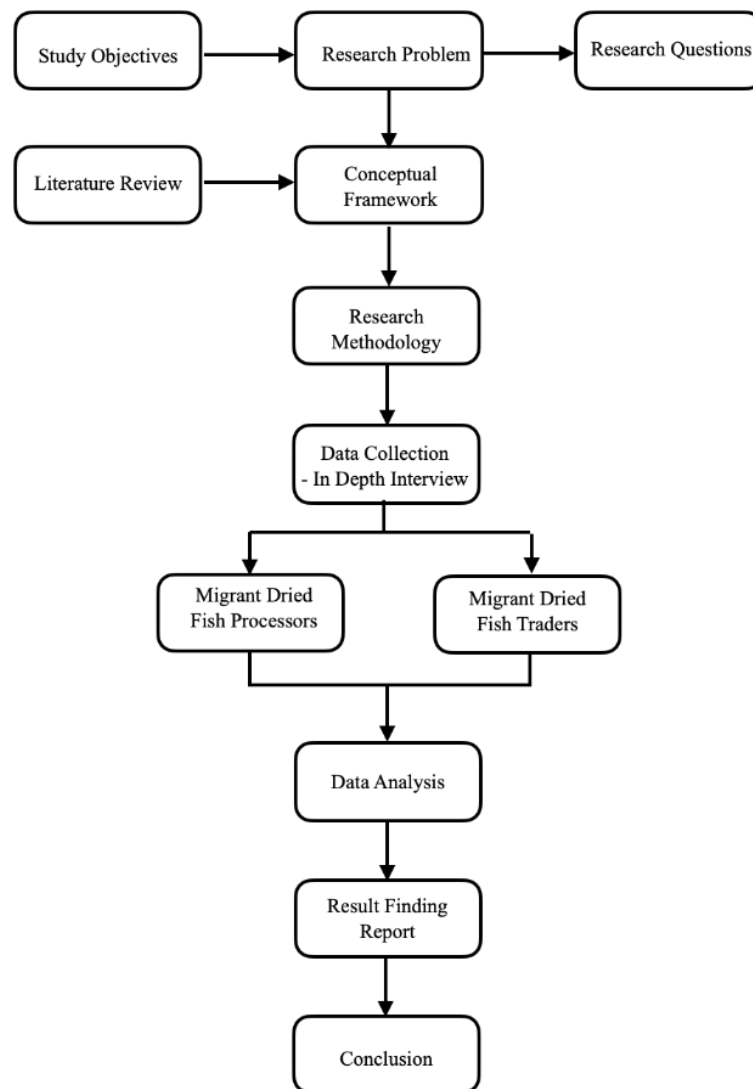 Study Objectives
Research Problem
Research Questions
Literature Review
Conceptual
Framework
Research
Methodology
Data Collection
- In Depth Interview
Migrant Dried
Fish Processors
Migrant Dried
Fish Traders
Data Analysis
Result Finding
Report
Conclusion